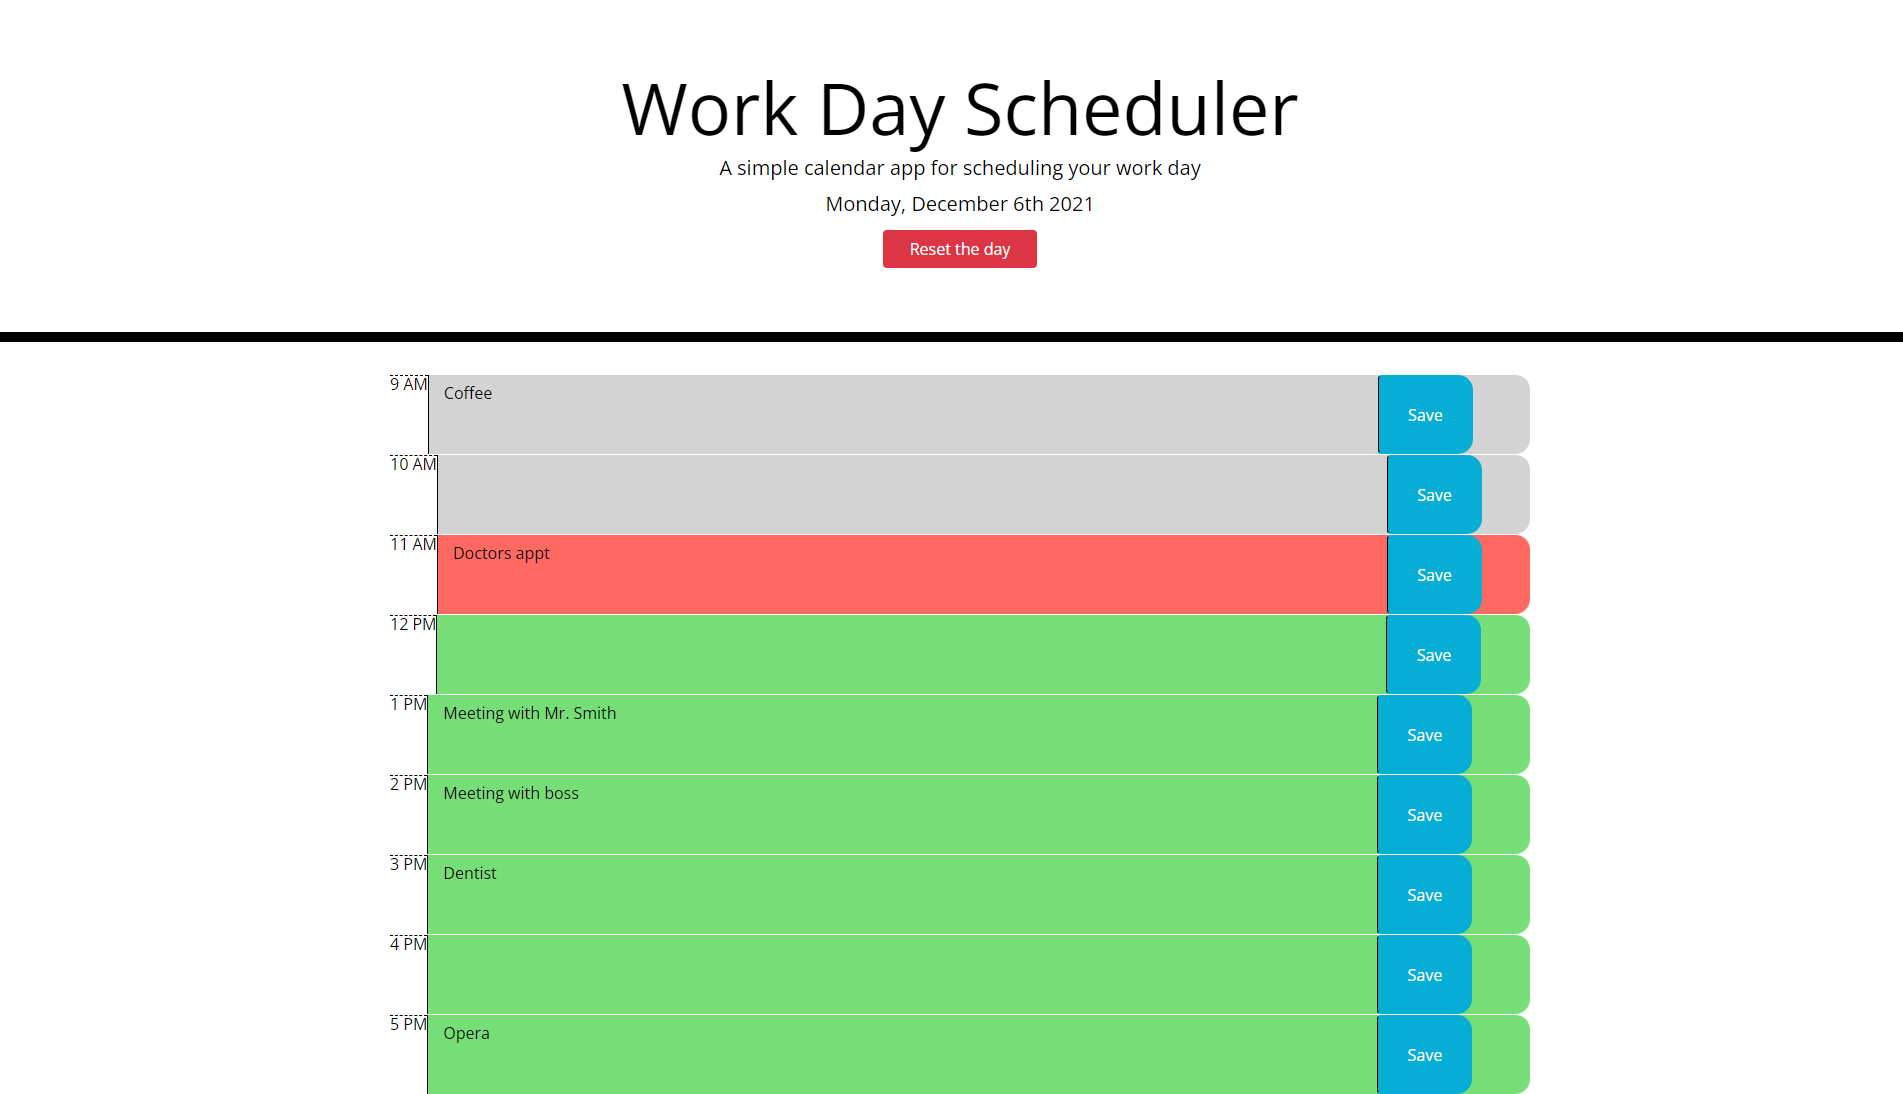 Work Day Scheduler
A simple calendar app for scheduling your work day
Monday, December 6th 2021
Reset the day
9 AM Coffee Save
10 AM Save
11 AM Doctors appt Save
12 PM Save
1 PM Meeting with Mr. Smith Save
2 PM Meeting with boss Save
3 PM Dentist Save
4 PM Save
5 PM Opera Save